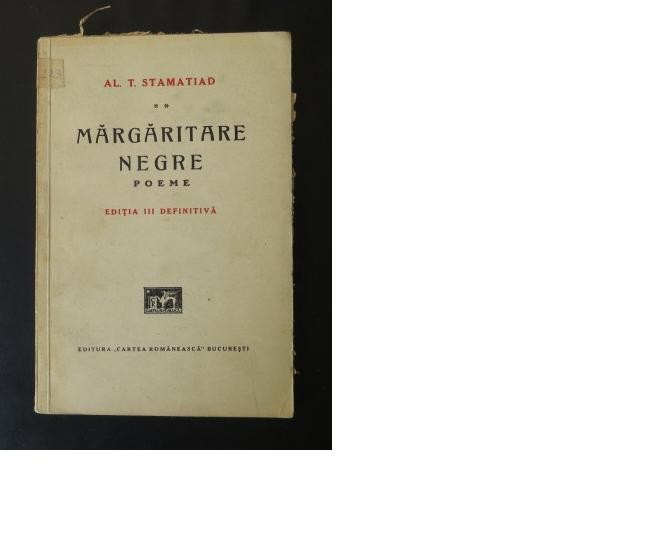 AL. T. STAMATIAD
* *
MĂRGĂRITARE
NEGRE
POEME
EDIȚIA III DEFINITIVĂ
EDITURA „CARTEA ROMÂNEASCĂ” BUCUREȘTI